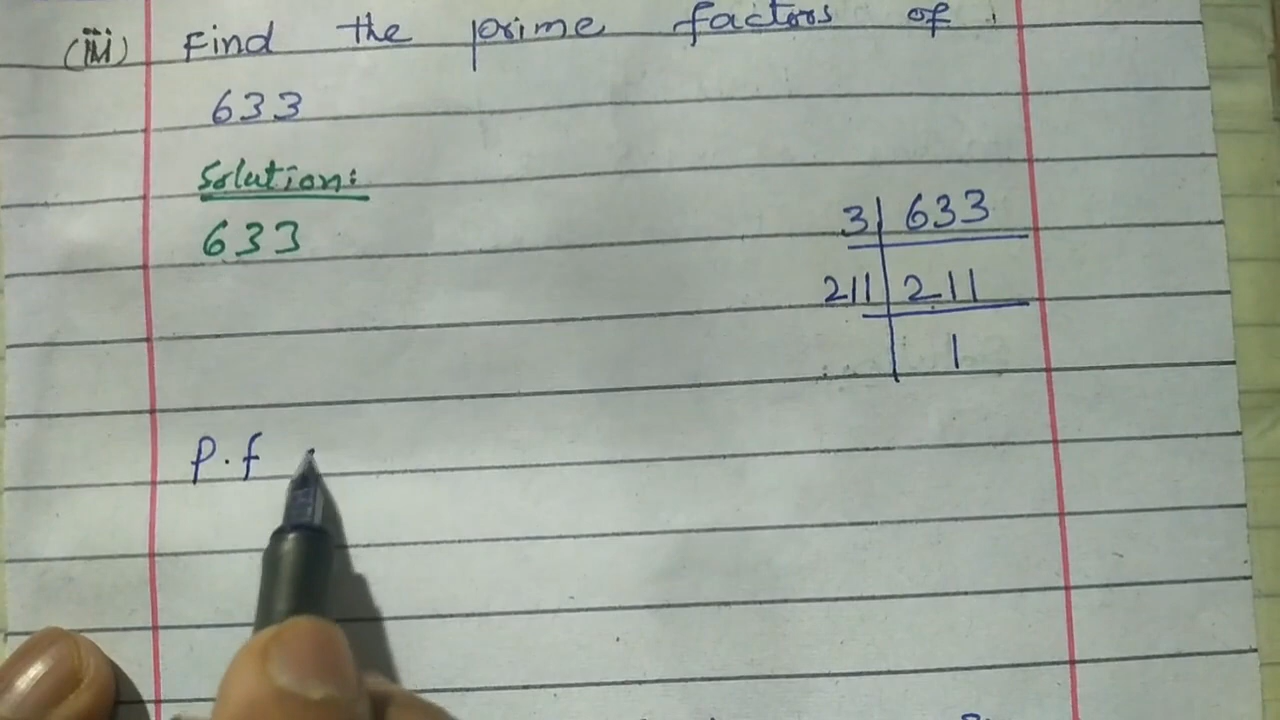 (iii) Find the prime factors of
633
Solution:
633
3 633
211 211
1
P.f